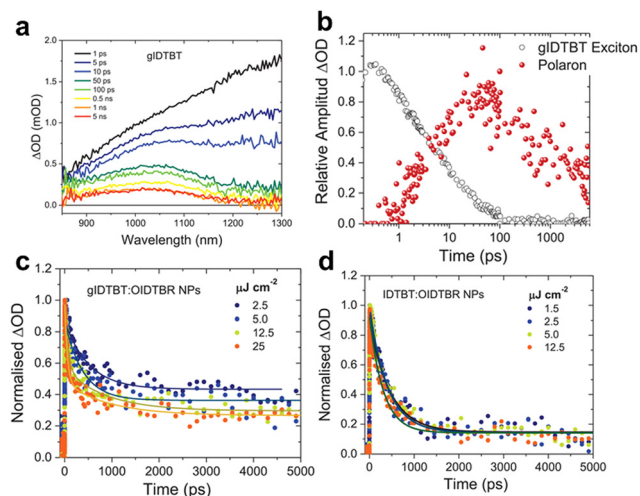 a
gIDTBT
1 ps
5 ps
10 ps
50 ps
100 ps
0.5 ns
1 ns
5 ns
ΔOD (mOD)
2.0
1.5
1.0
0.5
0.0
900 1000 1100 1200 1300
Wavelength (nm)
b
gIDTBT Exciton
Polaron
Relative Amplitud ΔOD
1.2
1.0
0.8
0.6
0.4
0.2
0.0
1 10 100 1000
Time (ps)
c
gIDTBT:OIDTBR NPs
μJ cm-2
2.5
5.0
12.5
25
Normalised ΔOD
1.2
1.0
0.8
0.6
0.4
0.2
0.0
0 1000 2000 3000 4000 5000
Time (ps)
d
IDTBT:OIDTBR NPs
μJ cm-2
1.5
2.5
5.0
12.5
Normalised ΔOD
1.2
1.0
0.8
0.6
0.4
0.2
0.0
0 1000 2000 3000 4000 5000
Time (ps)